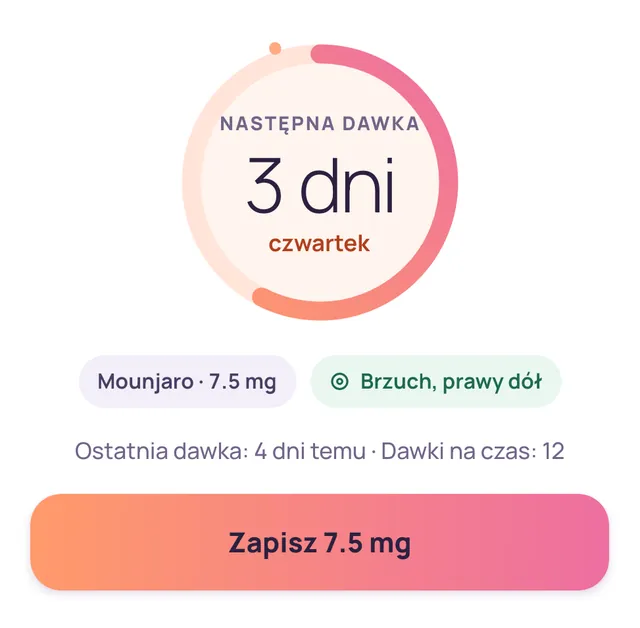 NASTĘPNA DAWKA
3 dni
czwartek
Mounjaro · 7.5 mg
Brzuch, prawy dół
Ostatnia dawka: 4 dni temu · Dawki na czas: 12
Zapisz 7.5 mg